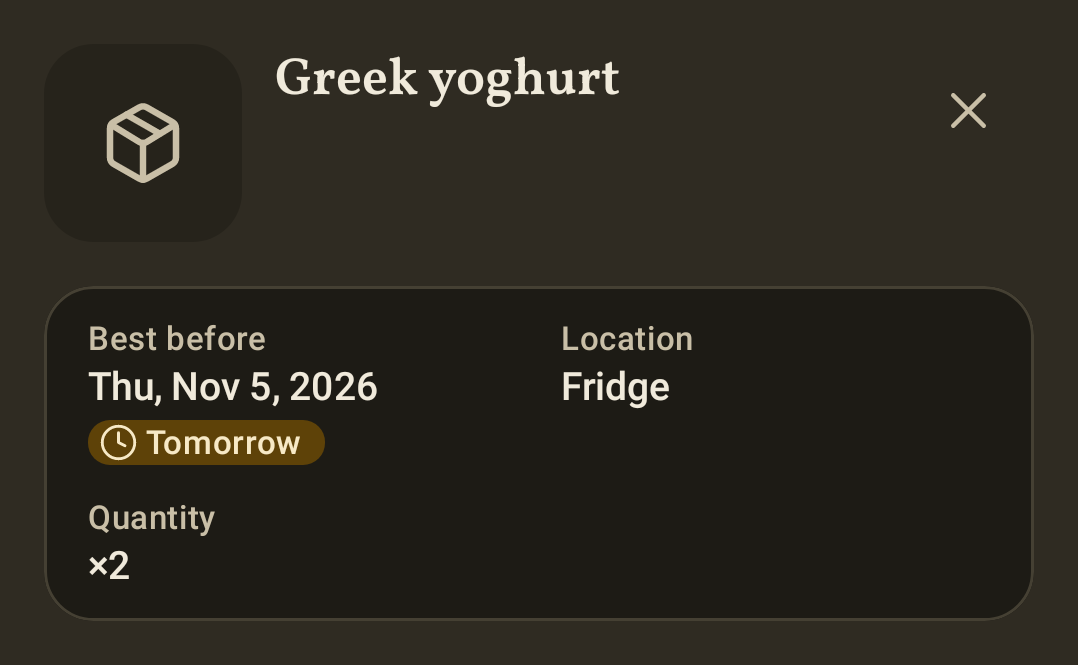 Greek yoghurt
Best before
Thu, Nov 5, 2026
Tomorrow
Location
Fridge
Quantity
×2